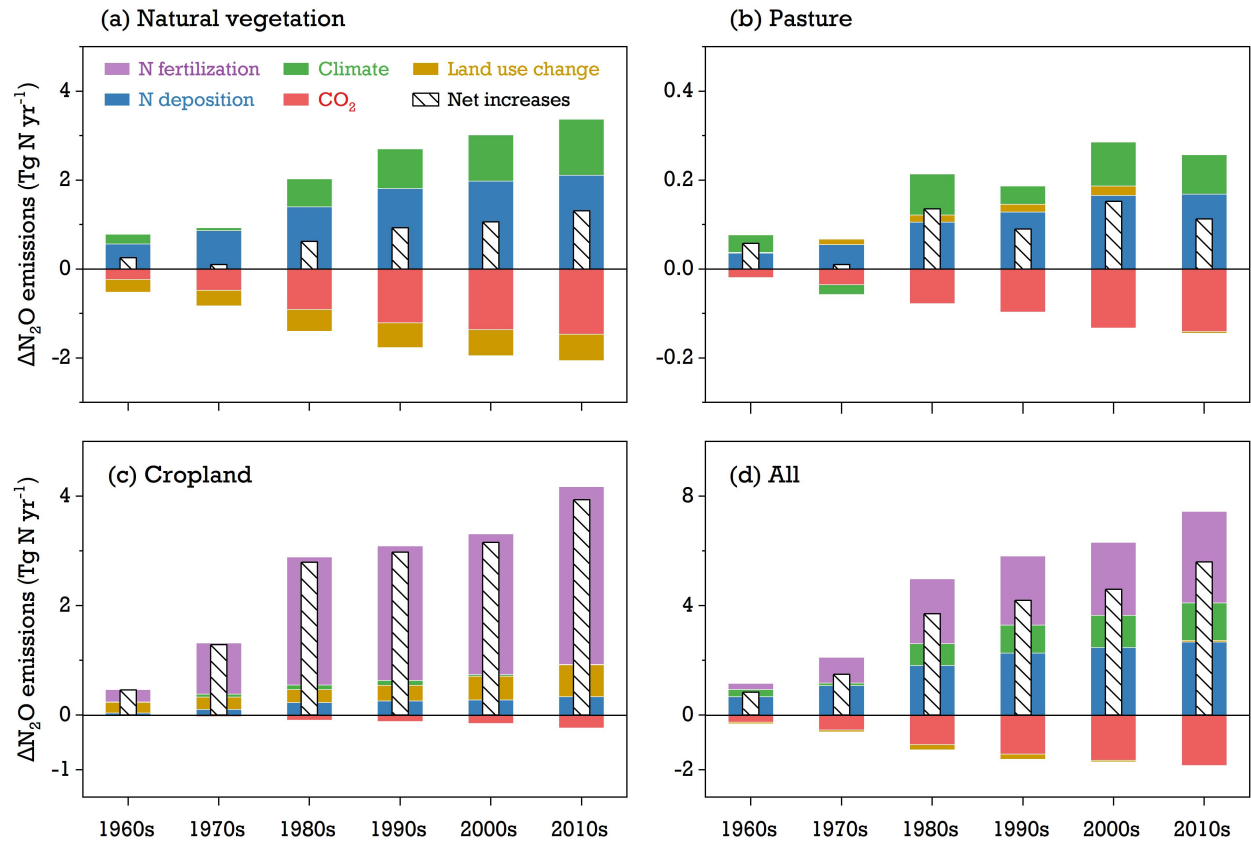 (a) Natural vegetation
(b) Pasture
N fertilization
Climate
Land use change
N deposition
CO₂
Net increases
ΔN₂O emissions (Tg N yr⁻¹)
4
2
0
-2
0.4
0.2
0.0
-0.2
(c) Cropland
(d) All
ΔN₂O emissions (Tg N yr⁻¹)
4
2
0
-1
8
4
0
-2
1960s 1970s 1980s 1990s 2000s 2010s
1960s 1970s 1980s 1990s 2000s 2010s